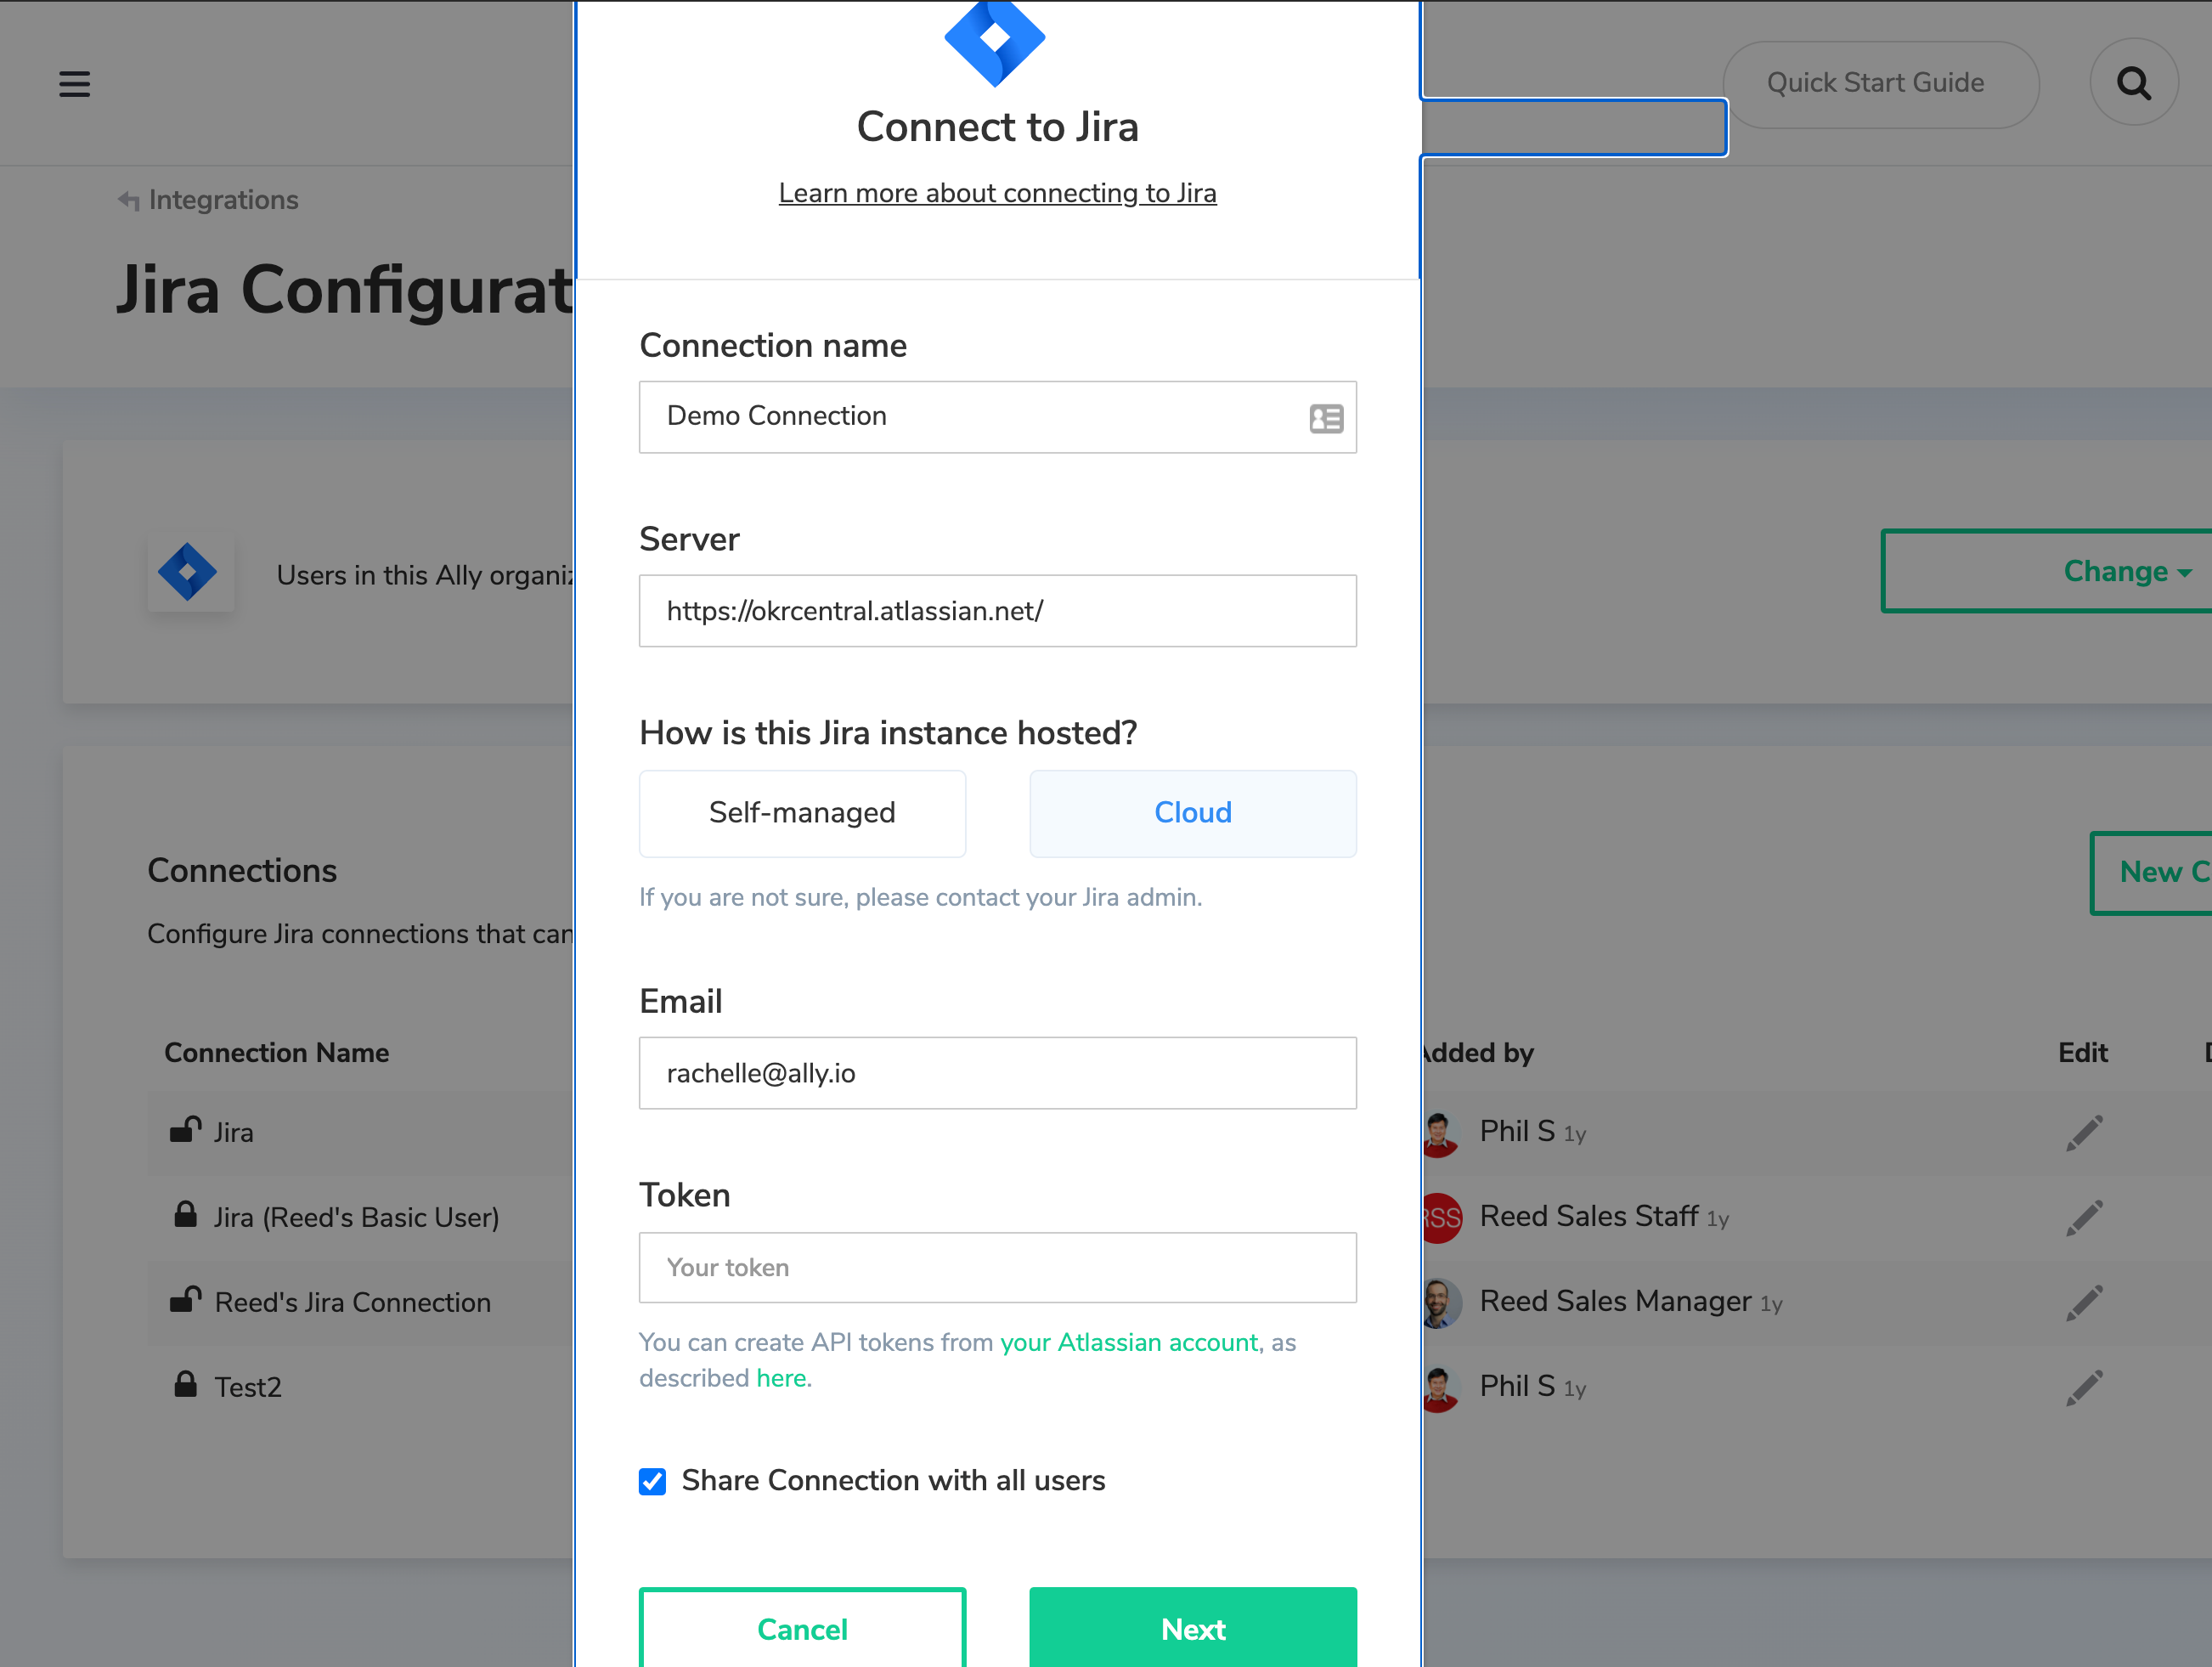 Quick Start Guide
Integrations
Jira Configurat
Users in this Ally organiz
Change
Connections
New C
Configure Jira connections that can
Connection Name
Added by
Edit
Jira
Phil S 1y
Jira (Reed's Basic User)
RSS
Reed Sales Staff 1y
Reed's Jira Connection
Reed Sales Manager 1y
Test2
Phil S 1y
Connect to Jira
Learn more about connecting to Jira
Connection name
Demo Connection
Server
https://okrcentral.atlassian.net/
How is this Jira instance hosted?
Self-managed
Cloud
If you are not sure, please contact your Jira admin.
Email
rachelle@ally.io
Token
Your token
You can create API tokens from your Atlassian account, as
described here.
Share Connection with all users
Cancel
Next